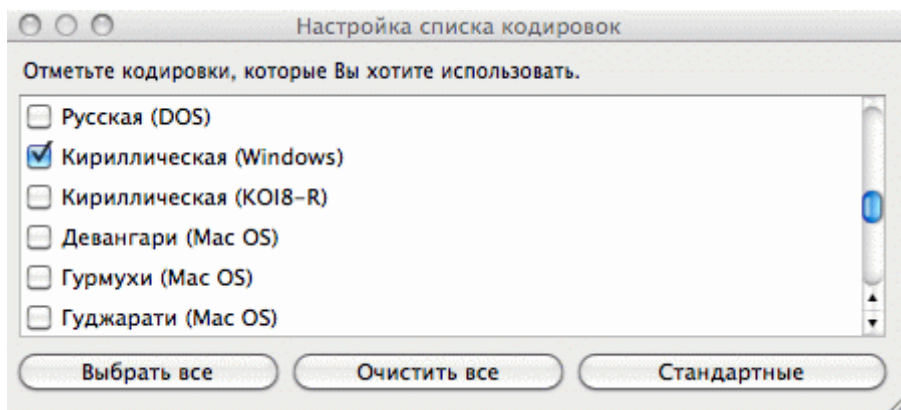 Настройка списка кодировок
Отметьте кодировки, которые Вы хотите использовать.
Русская (DOS)
Кириллическая (Windows)
Кириллическая (KOI8-R)
Девангари (Mac OS)
Гурмухи (Mac OS)
Гуджарати (Mac OS)
Выбрать все Очистить все Стандартные